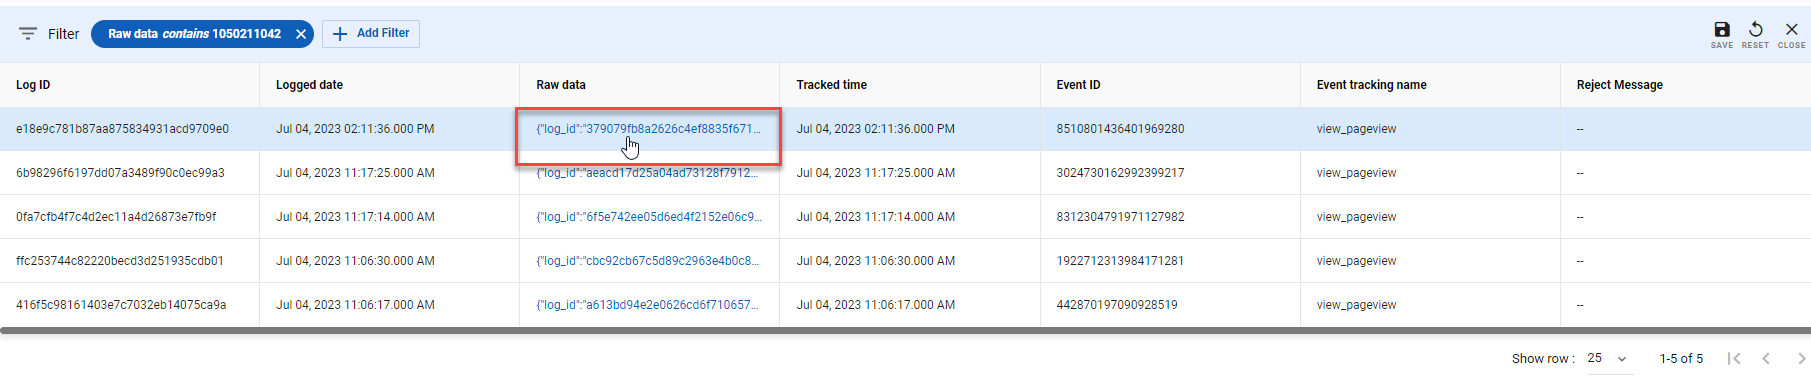 Filter Raw data contains 1050211042 Add Filter SAVE RESET CLOSE
Log ID Logged date Raw data Tracked time Event ID Event tracking name Reject Message
e18e9c781b87aa875834931acd9709e0 Jul 04, 2023 02:11:36.000 PM {"log_id":"379079fb8a2626c4ef8835f671... Jul 04, 2023 02:11:36.000 PM 8510801436401969280 view_pageview --
6b98296f6197dd07a3489f90c0ec99a3 Jul 04, 2023 11:17:25.000 AM {"log_id":"aeacd17d25a04ad73128f7912... Jul 04, 2023 11:17:25.000 AM 3024730162992399217 view_pageview --
0fa7cfb4f7c4d2ec11a4d26873e7fb9f Jul 04, 2023 11:17:14.000 AM {"log_id":"6f5e742ee05d6ed4f2152e06c9... Jul 04, 2023 11:17:14.000 AM 8312304791971127982 view_pageview --
ffc253744c82220becd3d251935cdb01 Jul 04, 2023 11:06:30.000 AM {"log_id":"cbc92cb67c5d89c2963e4b0c8... Jul 04, 2023 11:06:30.000 AM 1922712313984171281 view_pageview --
416f5c98161403e7c7032eb14075ca9a Jul 04, 2023 11:06:17.000 AM {"log_id":"a613bd94e2e0626cd6f710657... Jul 04, 2023 11:06:17.000 AM 442870197090928519 view_pageview --
Show row : 25 1-5 of 5